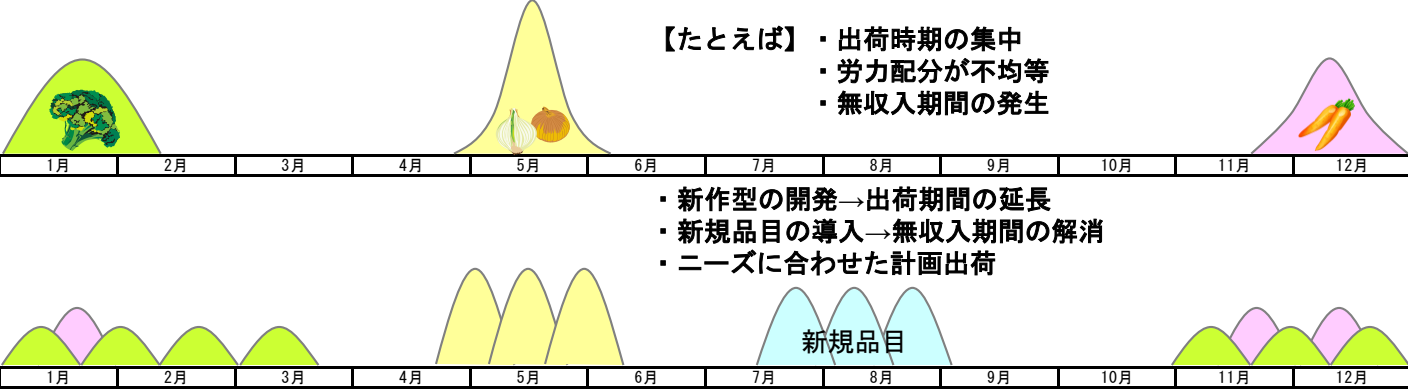 【たとえば】・出荷時期の集中
・労力配分が不均等
・無収入期間の発生
1月 2月 3月 4月 5月 6月 7月 8月 9月 10月 11月 12月
・新作型の開発→出荷期間の延長
・新規品目の導入→無収入期間の解消
・ニーズに合わせた計画出荷
新規品目
1月 2月 3月 4月 5月 6月 7月 8月 9月 10月 11月 12月